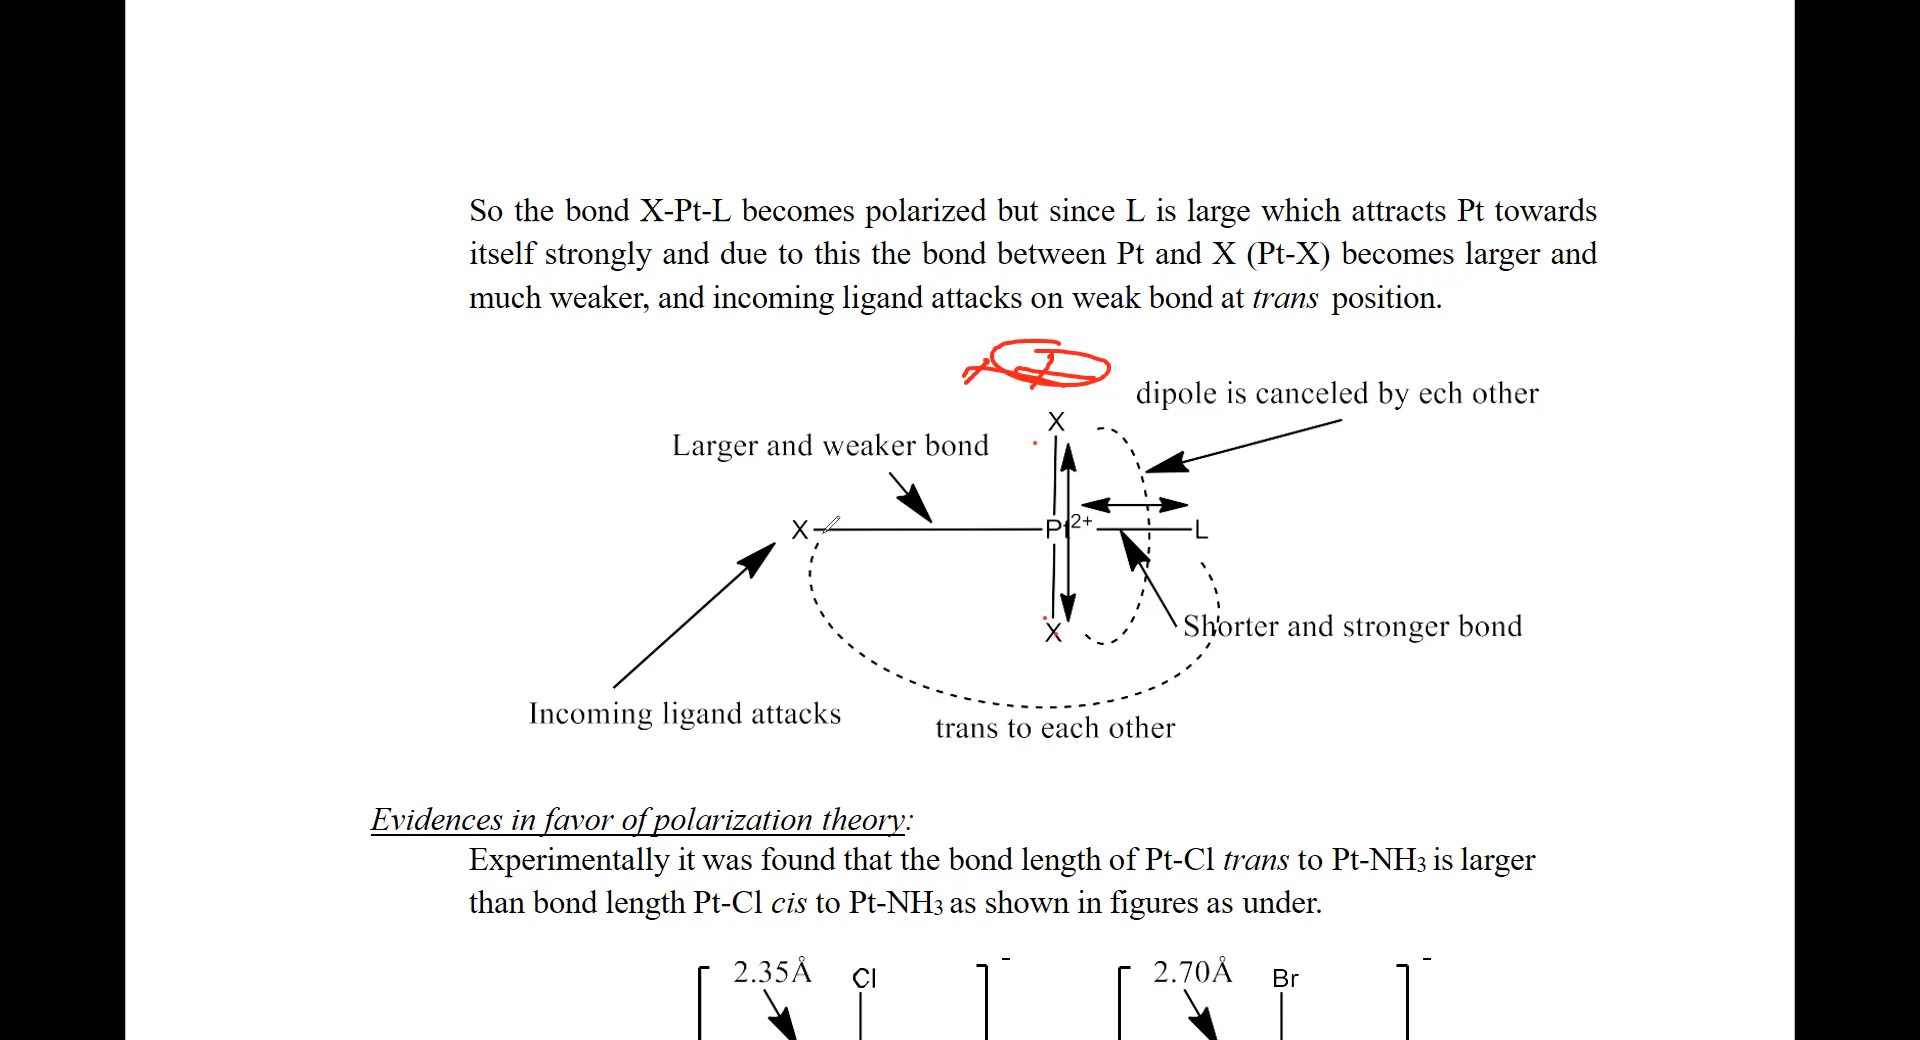 So the bond X-Pt-L becomes polarized but since L is large which attracts Pt towards
itself strongly and due to this the bond between Pt and X (Pt-X) becomes larger and
much weaker, and incoming ligand attacks on weak bond at trans position.
dipole is canceled by ech other
X
Larger and weaker bond
X
Pt2+
L
X
Shorter and stronger bond
Incoming ligand attacks
trans to each other
Evidences in favor of polarization theory:
Experimentally it was found that the bond length of Pt-Cl trans to Pt-NH3 is larger
than bond length Pt-Cl cis to Pt-NH3 as shown in figures as under.
2.35Å Cl - 2.70Å Br -